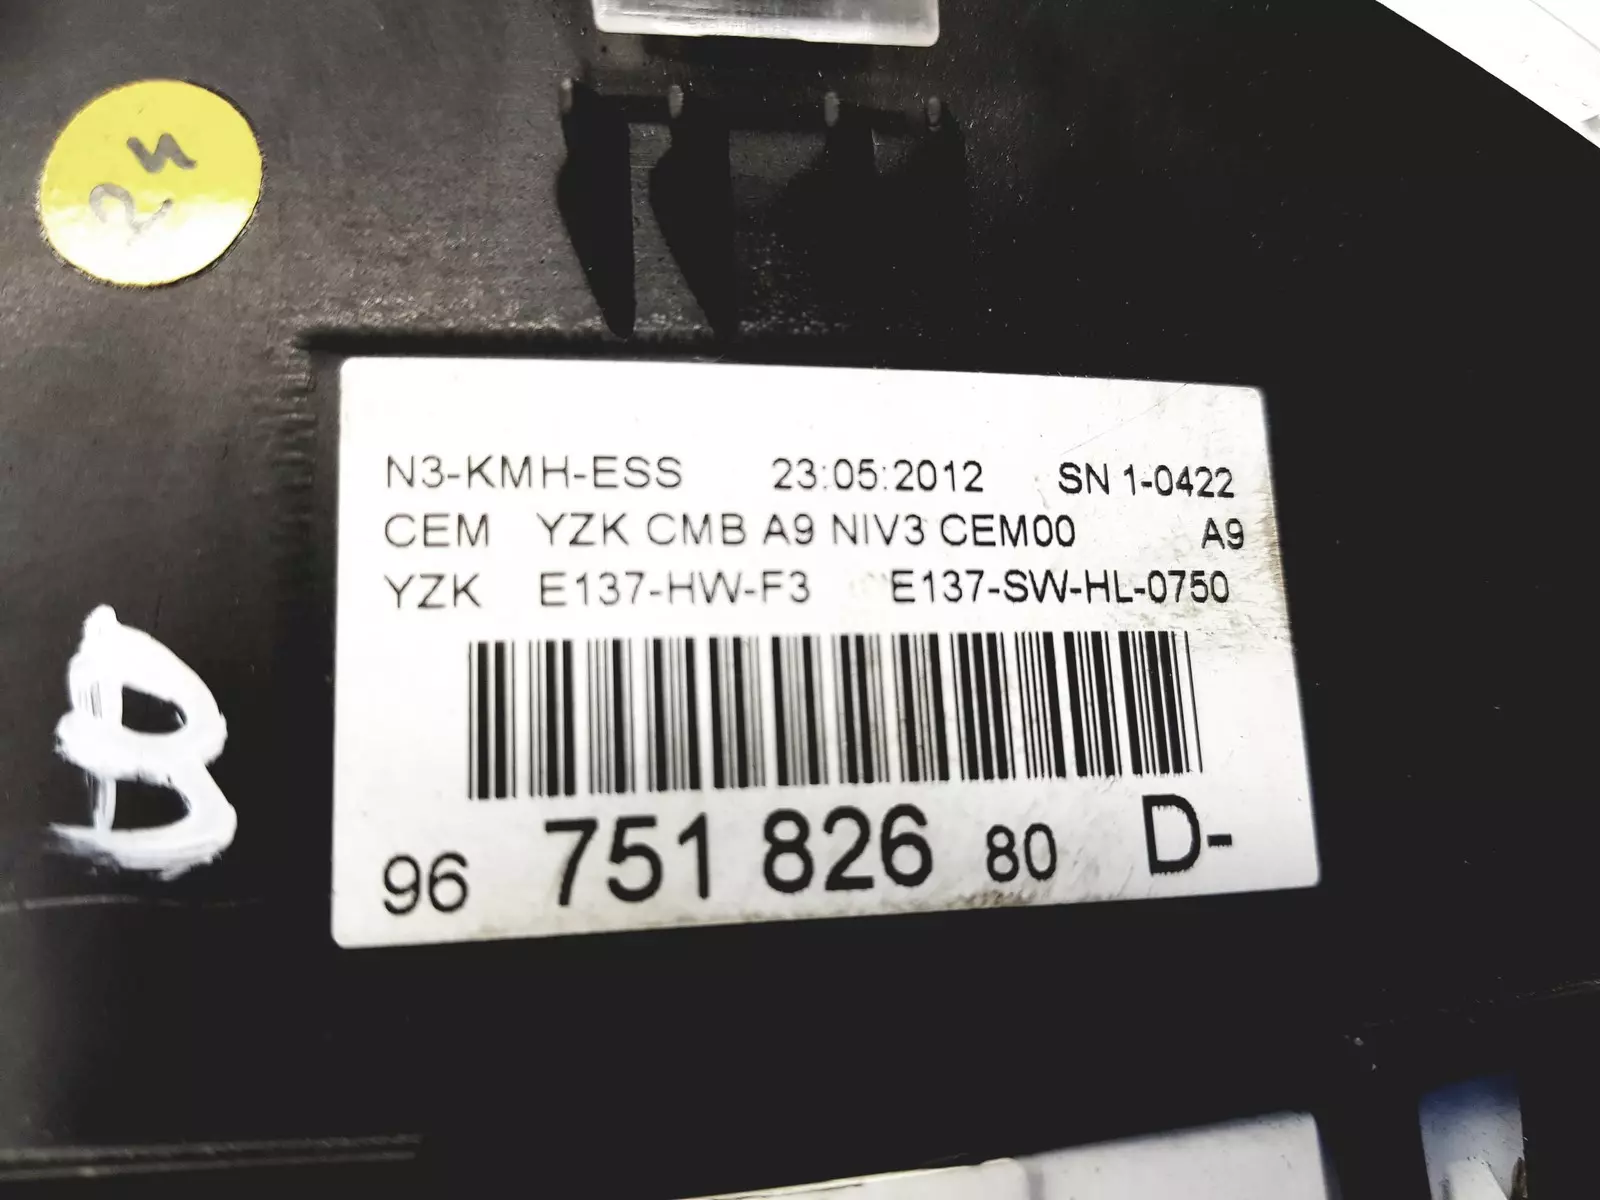 2u
N3-KMH-ESS 23:05:2012 SN 1-0422
CEM YZK CMB A9 NIV3 CEM00 A9
YZK E137-HW-F3 E137-SW-HL-0750
B
96 751 826 80 D-